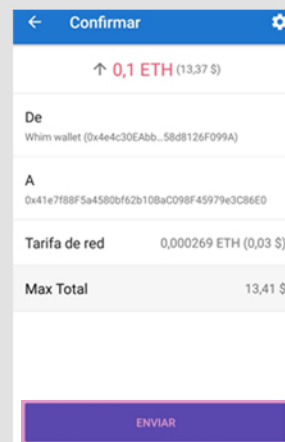 Confirmar
↑ 0,1 ETH (13,37 $)
De
Whim wallet (0x4e4c30EAbb...58d8126F099A)
A
0x41e7f88F5a4580bf62b10BaC098F45979e3C86E0
Tarifa de red 0,000269 ETH (0,03 $)
Max Total 13,41 $
ENVIAR